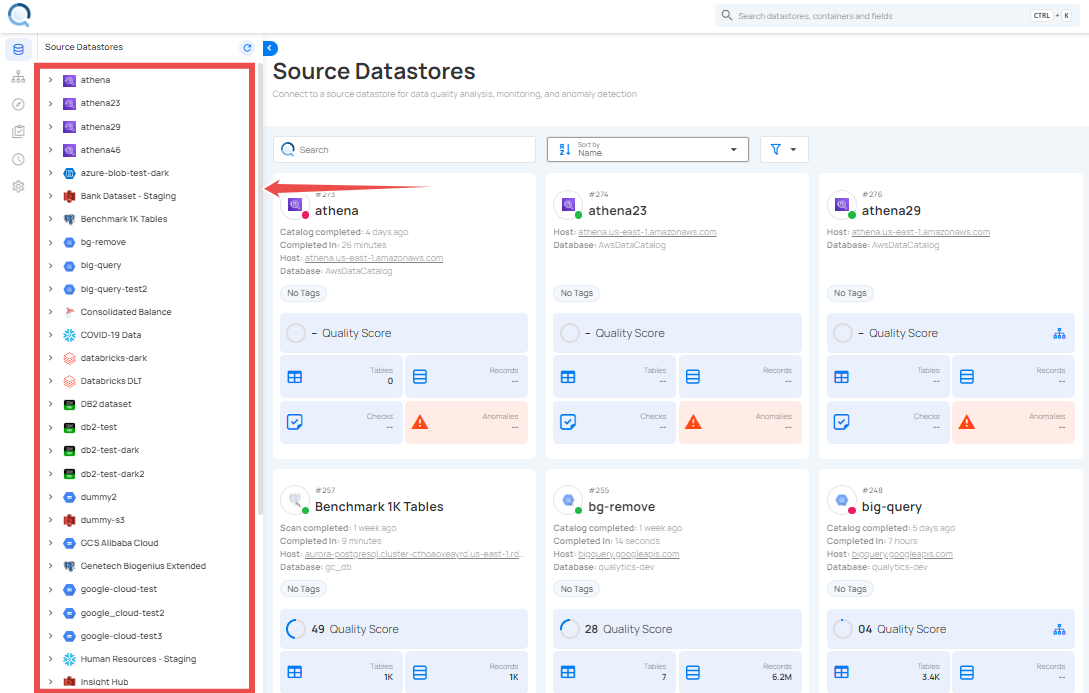 Search datastores, containers and fields
CTRL + K
Source Datastores
athena
athena23
athena29
athena46
azure-blob-test-dark
Bank Dataset - Staging
Benchmark 1K Tables
bg-remove
big-query
big-query-test2
Consolidated Balance
COVID-19 Data
databricks-dark
Databricks DLT
DB2 dataset
db2-test
db2-test-dark
db2-test-dark2
dummy2
dummy-s3
GCS Alibaba Cloud
Genetech Biogenius Extended
google-cloud-test
google_cloud-test2
google-cloud-test3
Human Resources - Staging
Insight Hub
Source Datastores
Connect to a source datastore for data quality analysis, monitoring, and anomaly detection
Search
Sort by
Name
#273
athena
Catalog completed: 4 days ago
Completed In: 26 minutes
Host: athena.us-east-1.amazonaws.com
Database: AwsDataCatalog
No Tags
– Quality Score
Tables
0
Records
--
Checks
--
Anomalies
--
#274
athena23
Host: athena.us-east-1.amazonaws.com
Database: AwsDataCatalog
No Tags
– Quality Score
Tables
--
Records
--
Checks
--
Anomalies
--
#276
athena29
Host: athena.us-east-1.amazonaws.com
Database: AwsDataCatalog
No Tags
– Quality Score
Tables
--
Records
--
Checks
--
Anomalies
--
#257
Benchmark 1K Tables
Scan completed: 1 week ago
Completed In: 9 minutes
Host: aurora-postgresql.cluster-cthoaoxeayrd.us-east-1.rd...
Database: gc_db
No Tags
49 Quality Score
Tables
1K
Records
1K
#255
bg-remove
Catalog completed: 1 week ago
Completed In: 14 seconds
Host: bigquery.googleapis.com
Database: qualytics-dev
No Tags
28 Quality Score
Tables
7
Records
6.2M
#248
big-query
Catalog completed: 5 days ago
Completed In: 7 hours
Host: bigquery.googleapis.com
Database: qualytics-dev
No Tags
04 Quality Score
Tables
3.4K
Records
--